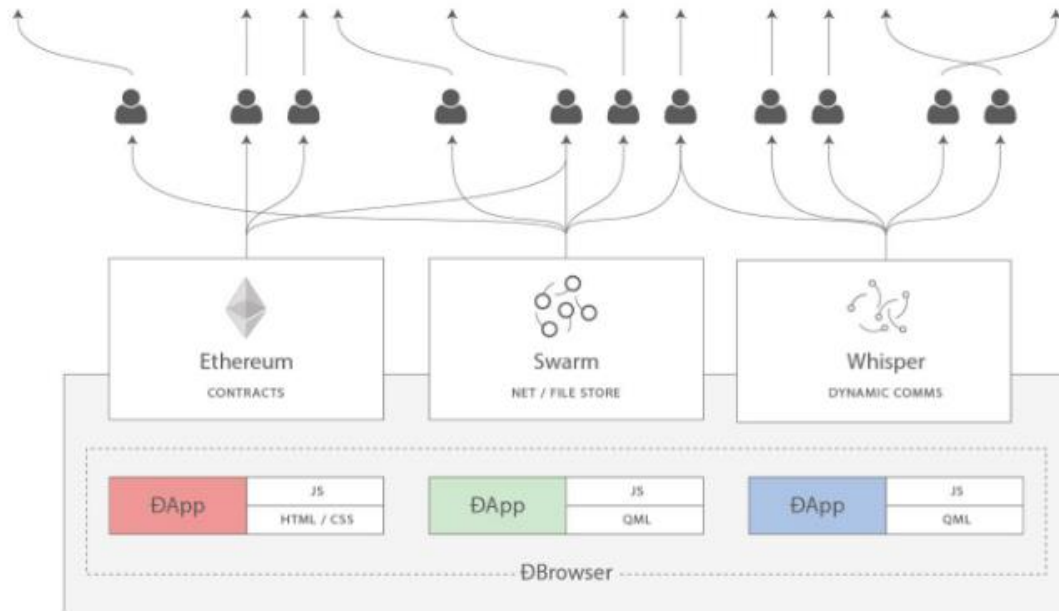 Ethereum
CONTRACTS
Swarm
NET / FILE STORE
Whisper
DYNAMIC COMMS
ĐApp
JS
HTML / CSS
ĐApp
JS
QML
ĐApp
JS
QML
ĐBrowser